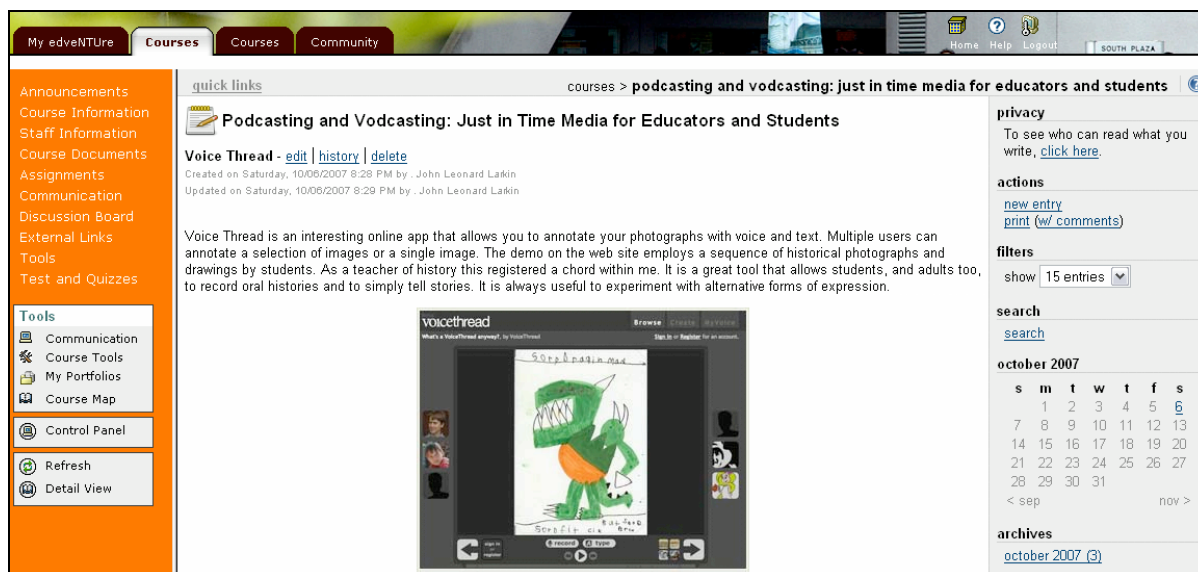 My edveNTUre
Courses
Courses
Community
Home
Help
Logout
SOUTH PLAZA
Announcements
Course Information
Staff Information
Course Documents
Assignments
Communication
Discussion Board
External Links
Tools
Test and Quizzes
Tools
Communication
Course Tools
My Portfolios
Course Map
Control Panel
Refresh
Detail View
quick links
courses > podcasting and vodcasting: just in time media for educators and students
Podcasting and Vodcasting: Just in Time Media for Educators and Students
Voice Thread - edit | history | delete
Created on Saturday, 10/06/2007 8:28 PM by . John Leonard Larkin
Updated on Saturday, 10/06/2007 8:29 PM by . John Leonard Larkin
Voice Thread is an interesting online app that allows you to annotate your photographs with voice and text. Multiple users can
annotate a selection of images or a single image. The demo on the web site employs a sequence of historical photographs and
drawings by students. As a teacher of history this registered a chord within me. It is a great tool that allows students, and adults too,
to record oral histories and to simply tell stories. It is always useful to experiment with alternative forms of expression.
voicethread
Browse Create MyVoice
What's a VoiceThread anyway?, by VoiceThread
Sign in or Register for an account.
sign in
or
register
record
type
privacy
To see who can read what you
write, click here.
actions
new entry
print (w/ comments)
filters
show 15 entries
search
search
october 2007
s m t w t f s
1 2 3 4 5 6
7 8 9 10 11 12 13
14 15 16 17 18 19 20
21 22 23 24 25 26 27
28 29 30 31
< sep nov >
archives
october 2007 (3)